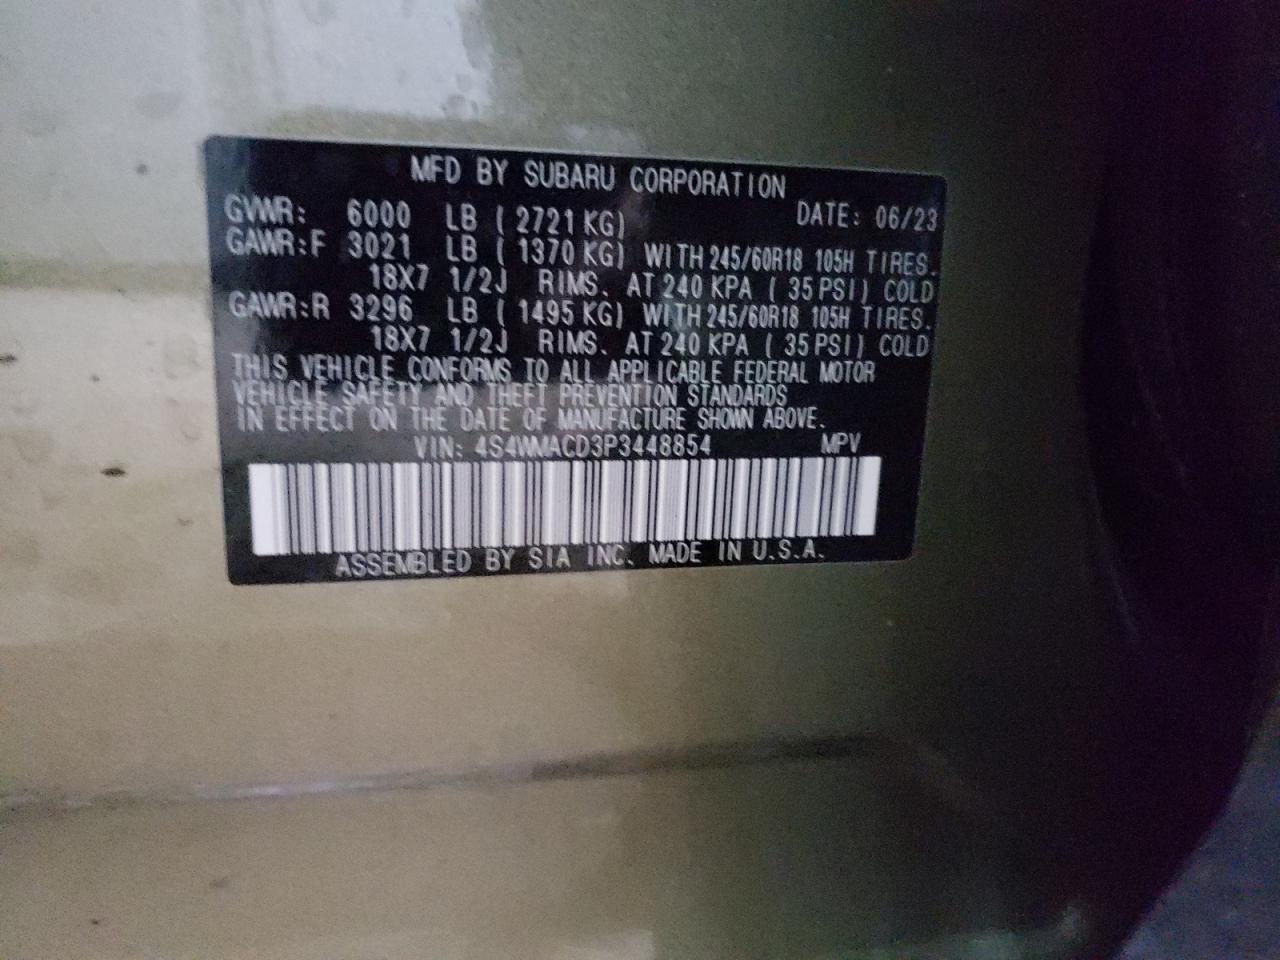 MFD BY SUBARU CORPORATION
GVWR: 6000 LB ( 2721 KG) DATE: 06/23
GAWR:F 3021 LB ( 1370 KG) WITH 245/60R18 105H TIRES.
18X7 1/2J RIMS. AT 240 KPA ( 35 PSI) COLD
GAWR:R 3296 LB ( 1495 KG) WITH 245/60R18 105H TIRES.
18X7 1/2J RIMS. AT 240 KPA ( 35 PSI) COLD
THIS VEHICLE CONFORMS TO ALL APPLICABLE FEDERAL MOTOR
VEHICLE SAFETY AND THEFT PREVENTION STANDARDS
IN EFFECT ON THE DATE OF MANUFACTURE SHOWN ABOVE.
VIN: 4S4WMACD3P3448854 MPV
ASSEMBLED BY SIA INC. MADE IN U.S.A.